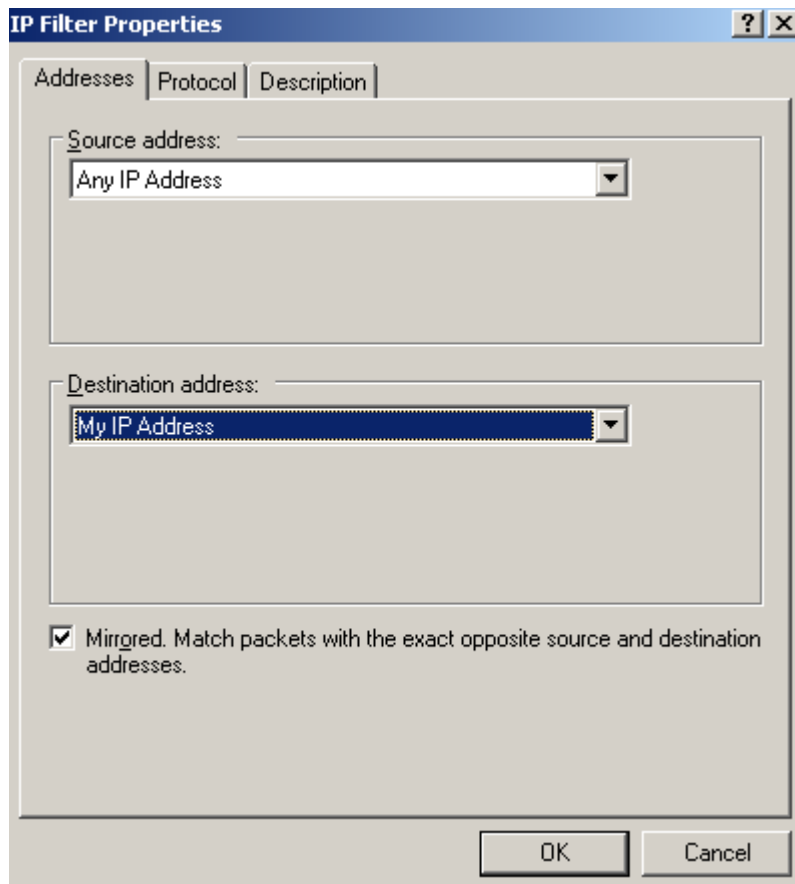 IP Filter Properties
Addresses Protocol Description
Source address:
Any IP Address
Destination address:
My IP Address
Mirrored. Match packets with the exact opposite source and destination
addresses.
OK Cancel